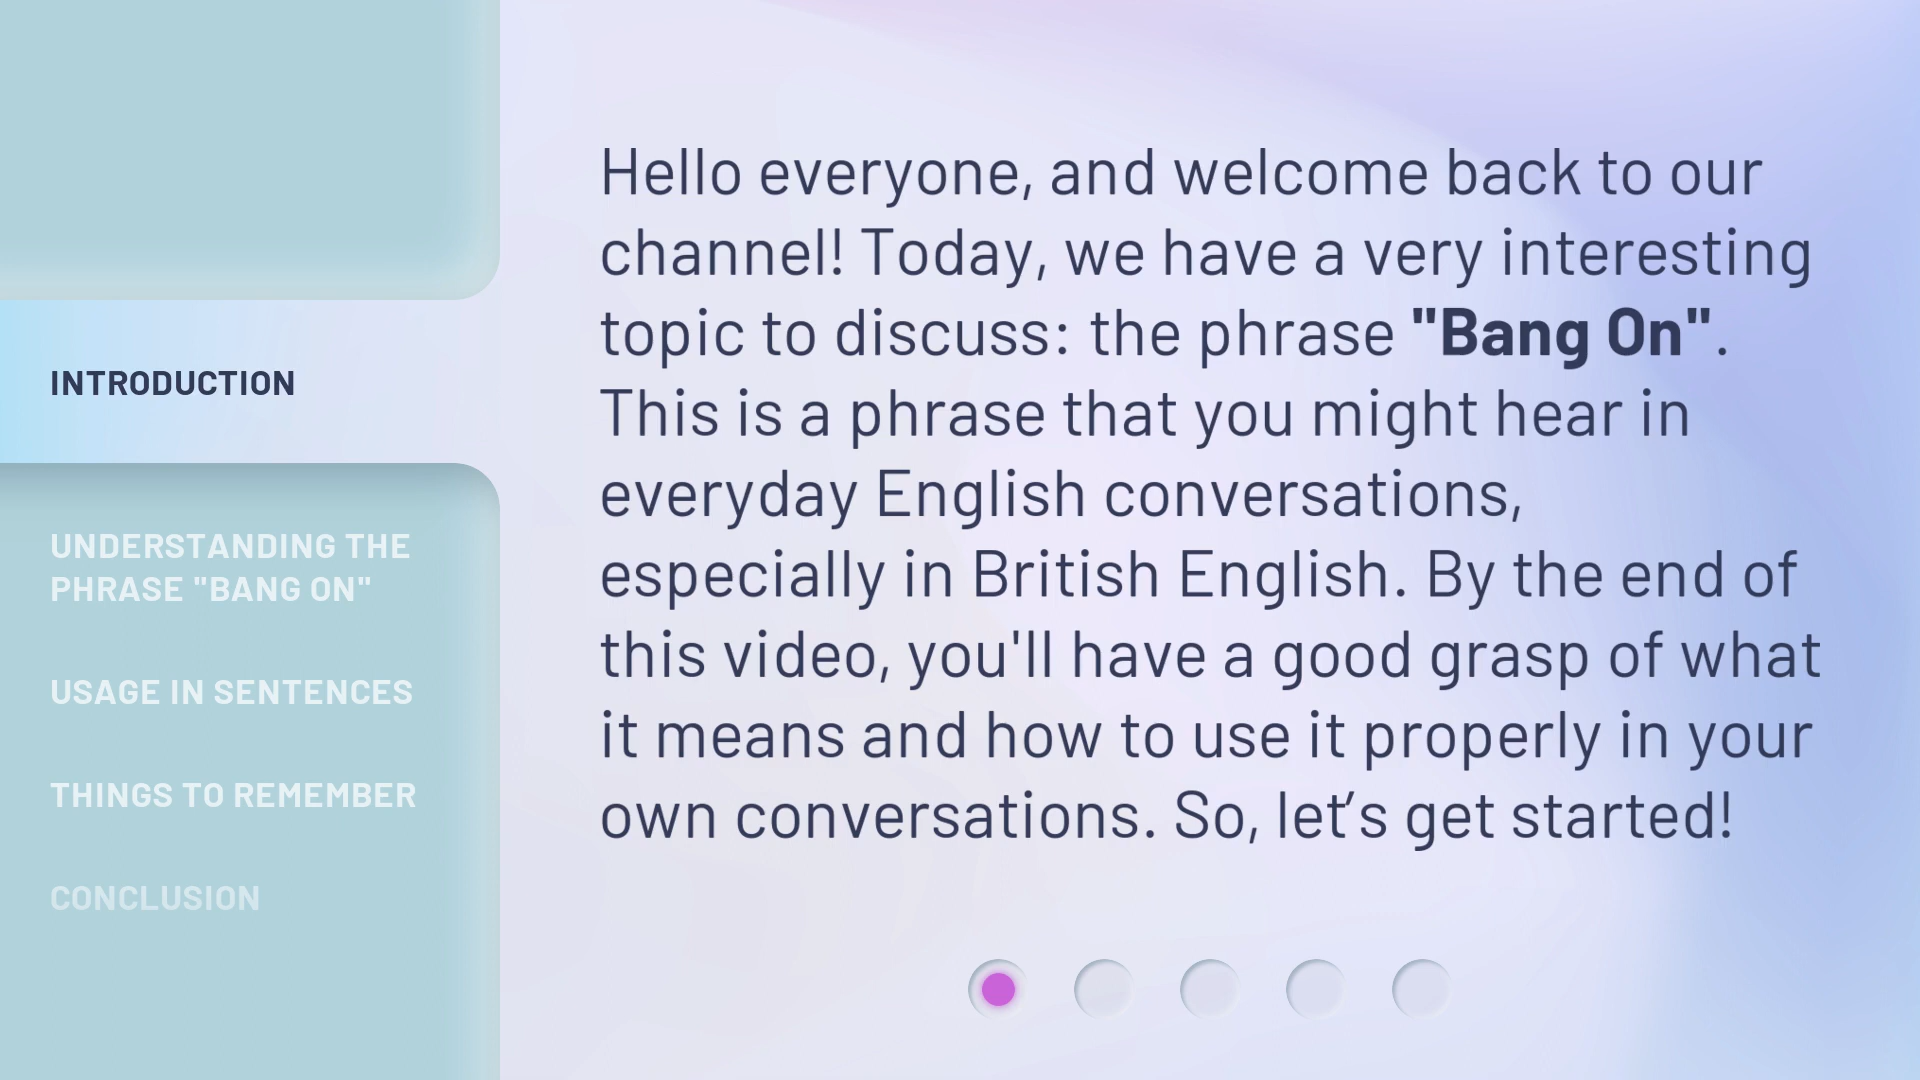 INTRODUCTION
UNDERSTANDING THE
PHRASE "BANG ON"
USAGE IN SENTENCES
THINGS TO REMEMBER
CONCLUSION
Hello everyone, and welcome back to our
channel! Today, we have a very interesting
topic to discuss: the phrase "Bang On".
This is a phrase that you might hear in
everyday English conversations,
especially in British English. By the end of
this video, you'll have a good grasp of what
it means and how to use it properly in your
own conversations. So, let’s get started!